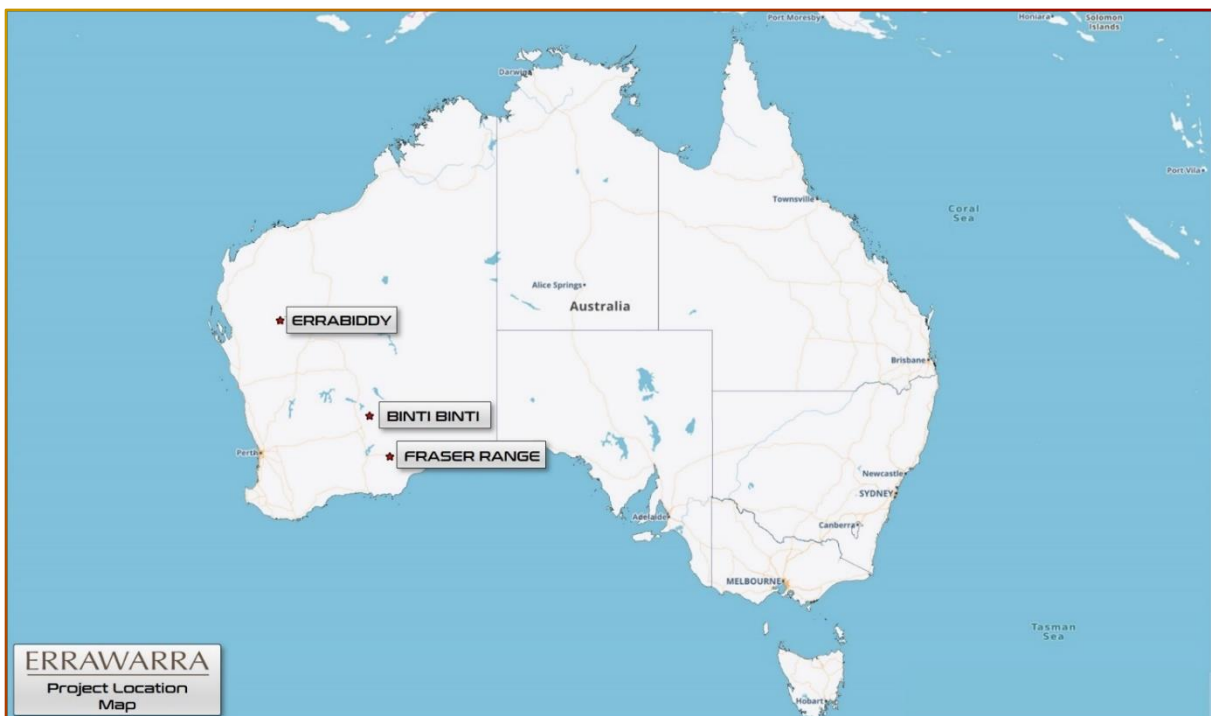 Port Moresby
Honiara
Solomon
Islands
Darwin
Port Vila
Townsville
Coral
Sea
Alice Springs
Australia
ERRABIDDY
Brisbane
BINTI BINTI
Perth
FRASER RANGE
Newcastle
SYDNEY
Adelaide
Canberra
MELBOURNE
Tasman
Sea
ERRAWARRA
Project Location
Map
Hobart